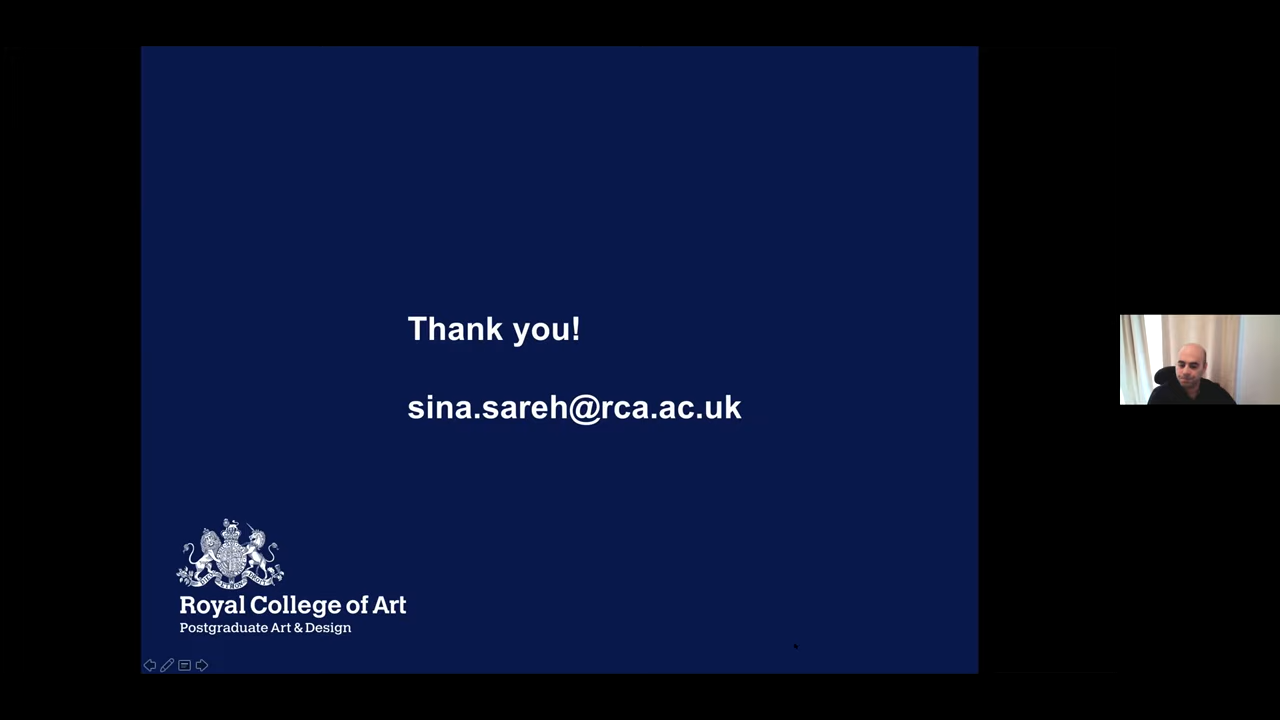 Thank you!
sina.sareh@rca.ac.uk
Royal College of Art
Postgraduate Art & Design